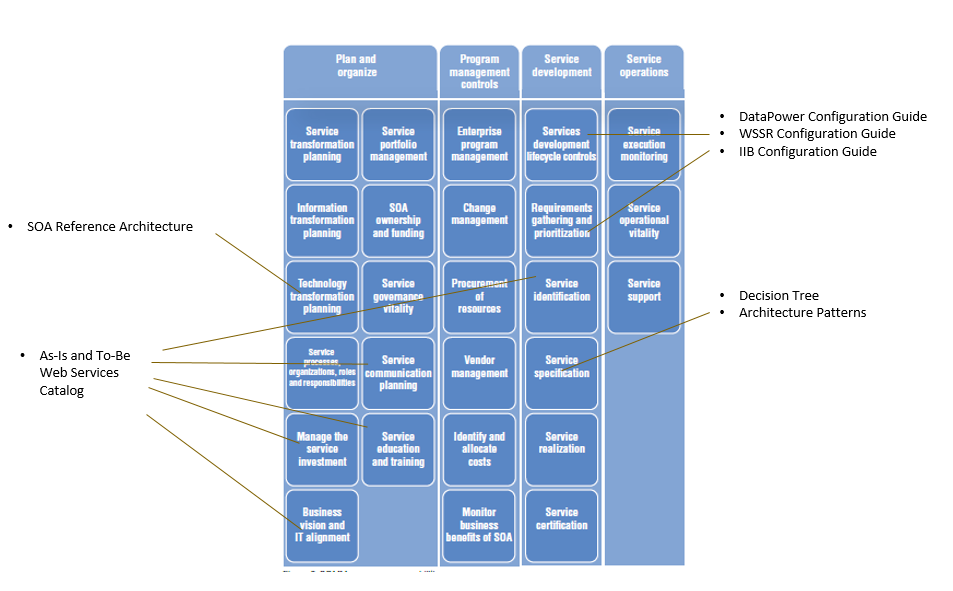 Plan and
organize
Program
management
controls
Service
development
Service
operations
Service
transformation
planning
Service
portfolio
management
Enterprise
program
management
Services
development
lifecycle controls
Service
execution
monitoring
• DataPower Configuration Guide
• WSSR Configuration Guide
• IIB Configuration Guide
• SOA Reference Architecture
Information
transformation
planning
SOA
ownership
and funding
Change
management
Requirements
gathering and
prioritization
Service
operational
vitality
Technology
transformation
planning
Service
governance
vitality
Procurement
of
resources
Service
identification
Service
support
• Decision Tree
• Architecture Patterns
• As-Is and To-Be
Web Services
Catalog
Service
processes,
organizations, roles
and responsibilities
Service
communication
planning
Vendor
management
Service
specification
Manage the
service
investment
Service
education
and training
Identify and
allocate
costs
Service
realization
Business
vision and
IT alignment
Monitor
business
benefits of SOA
Service
certification